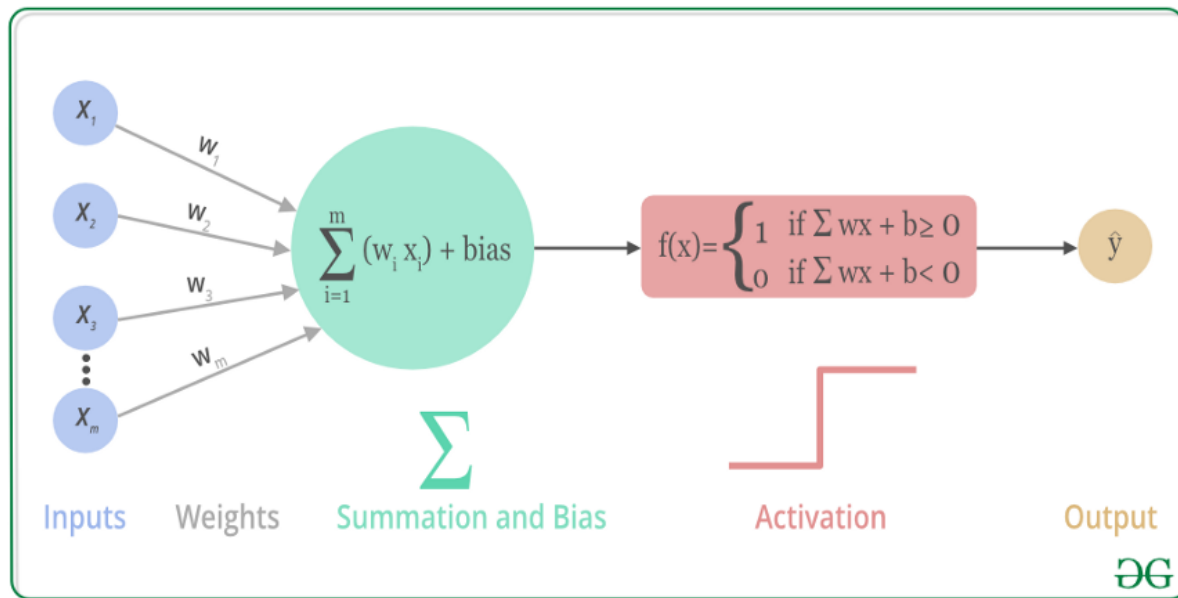 X₁
X₂
X₃
Xₘ
W₁
W₂
W₃
Wₘ
m
∑ (wᵢ xᵢ) + bias
i=1
f(x)= { 1 if ∑ wx + b ≥ 0
0 if ∑ wx + b < 0
ŷ
∑
Inputs
Weights
Summation and Bias
Activation
Output